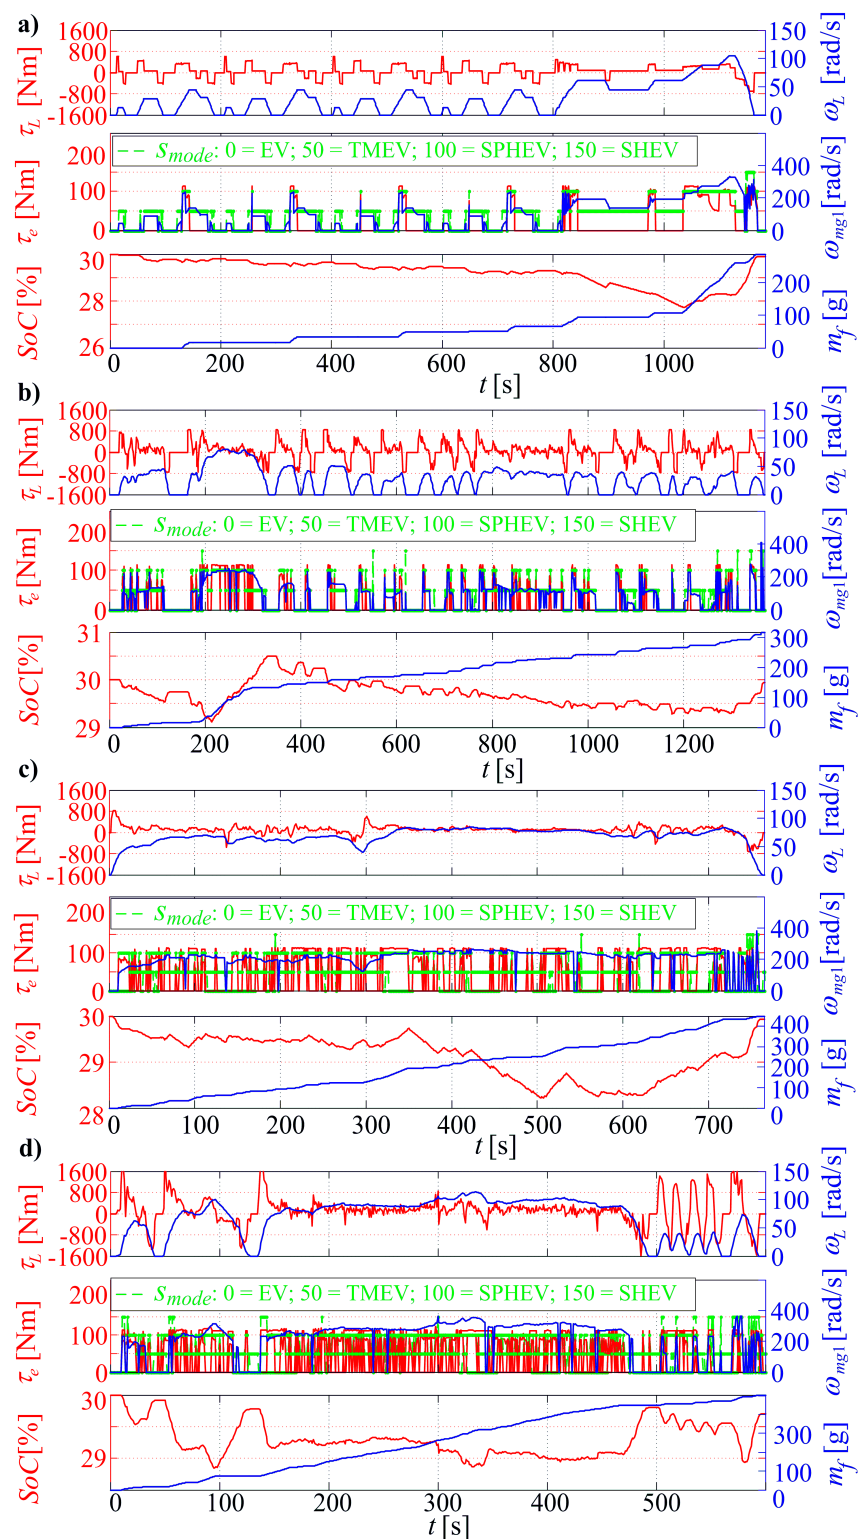 a)
1600
800
0
-800
-1600
τL [Nm]
150
100
50
0
ωL [rad/s]
Smode: 0 = EV; 50 = TMEV; 100 = SPHEV; 150 = SHEV
200
100
0
τe [Nm]
400
200
0
ωmg1[rad/s]
30
28
26
SoC [%]
200
100
0
mf [g]
0 200 400 600 800 1000
t [s]
b)
1600
800
0
-800
-1600
τL [Nm]
150
100
50
0
ωL [rad/s]
Smode: 0 = EV; 50 = TMEV; 100 = SPHEV; 150 = SHEV
200
100
0
τe [Nm]
400
200
0
ωmg1[rad/s]
31
30
29
SoC [%]
300
200
100
0
mf [g]
0 200 400 600 800 1000 1200
t [s]
c)
1600
800
0
-800
-1600
τL [Nm]
150
100
50
0
ωL [rad/s]
Smode: 0 = EV; 50 = TMEV; 100 = SPHEV; 150 = SHEV
200
100
0
τe [Nm]
400
200
0
ωmg1[rad/s]
30
29
28
SoC [%]
400
300
200
100
0
mf [g]
0 100 200 300 400 500 600 700
t [s]
d)
1600
800
0
-800
-1600
τL [Nm]
150
100
50
0
ωL [rad/s]
Smode: 0 = EV; 50 = TMEV; 100 = SPHEV; 150 = SHEV
200
100
0
τe [Nm]
400
200
0
ωmg1[rad/s]
30
29
SoC [%]
400
200
100
0
mf [g]
0 100 200 300 400 500
t [s]